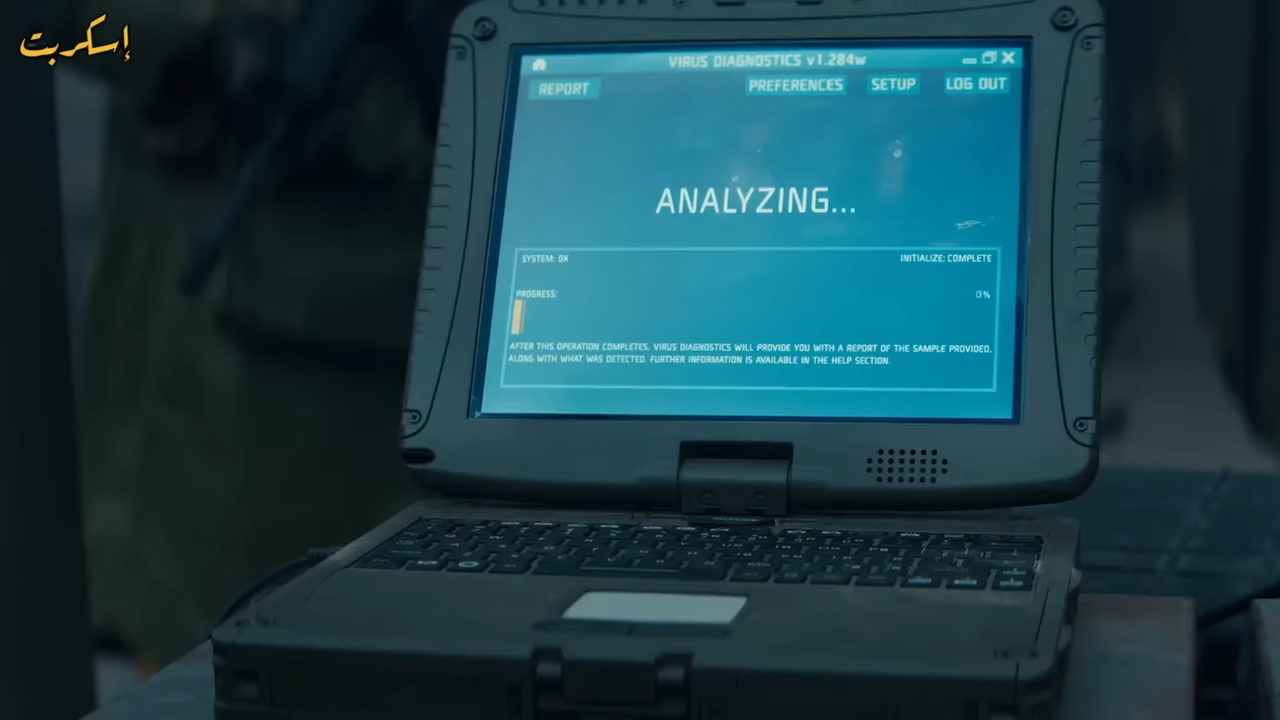 إسكربت
VIRUS DIAGNOSTICS v1.284w
REPORT
PREFERENCES
SETUP
LOG OUT
ANALYZING...
SYSTEM: OK
INITIALIZE: COMPLETE
PROGRESS:
0%
AFTER THIS OPERATION COMPLETES, VIRUS DIAGNOSTICS WILL PROVIDE YOU WITH A REPORT OF THE SAMPLE PROVIDED,
ALONG WITH WHAT WAS DETECTED. FURTHER INFORMATION IS AVAILABLE IN THE HELP SECTION.